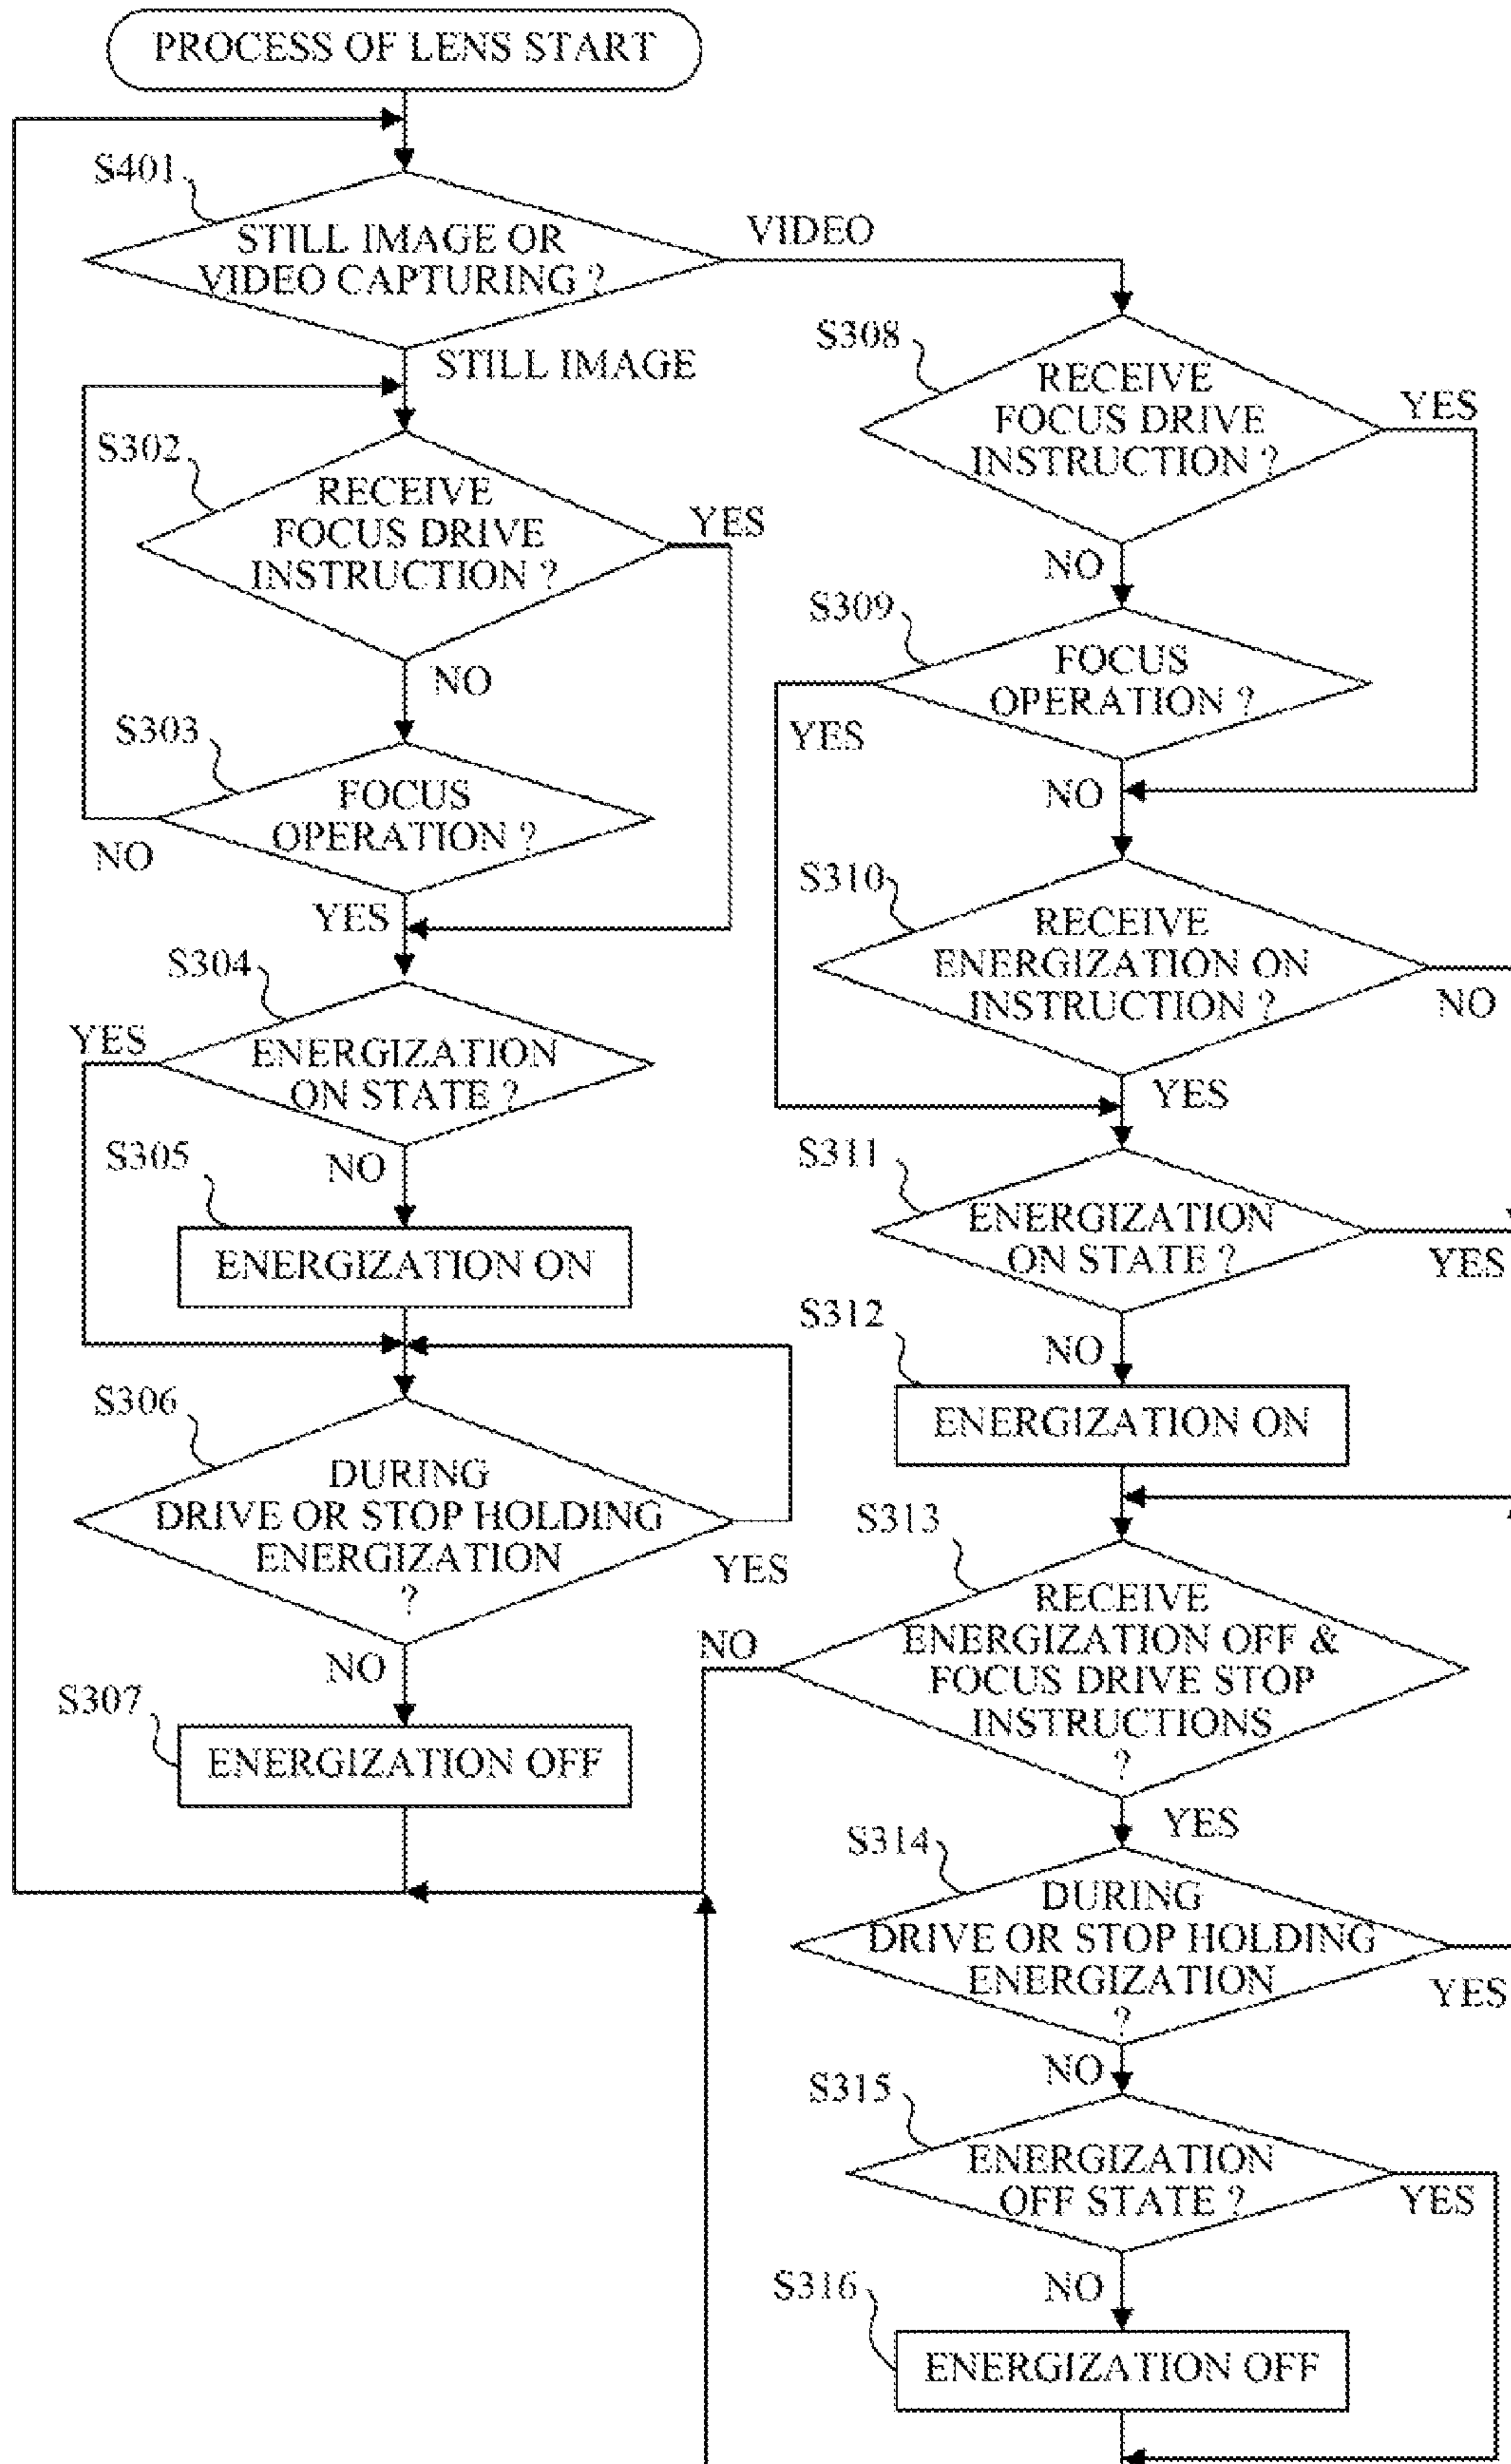 PROCESS OF LENS START
S401
STILL IMAGE OR
VIDEO CAPTURING ?
VIDEO
STILL IMAGE
S302
RECEIVE
FOCUS DRIVE
INSTRUCTION ?
YES
NO
S303
FOCUS
OPERATION ?
NO
YES
S304
YES
ENERGIZATION
ON STATE ?
NO
S305
ENERGIZATION ON
S306
DURING
DRIVE OR STOP HOLDING
ENERGIZATION
?
YES
NO
S307
ENERGIZATION OFF
S308
RECEIVE
FOCUS DRIVE
INSTRUCTION ?
YES
NO
S309
FOCUS
OPERATION ?
YES
NO
S310
RECEIVE
ENERGIZATION ON
INSTRUCTION ?
NO
YES
S311
ENERGIZATION
ON STATE ?
YES
NO
S312
ENERGIZATION ON
S313
RECEIVE
ENERGIZATION OFF &
FOCUS DRIVE STOP
INSTRUCTIONS
?
NO
YES
S314
DURING
DRIVE OR STOP HOLDING
ENERGIZATION
?
YES
NO
S315
ENERGIZATION
OFF STATE ?
YES
NO
S316
ENERGIZATION OFF